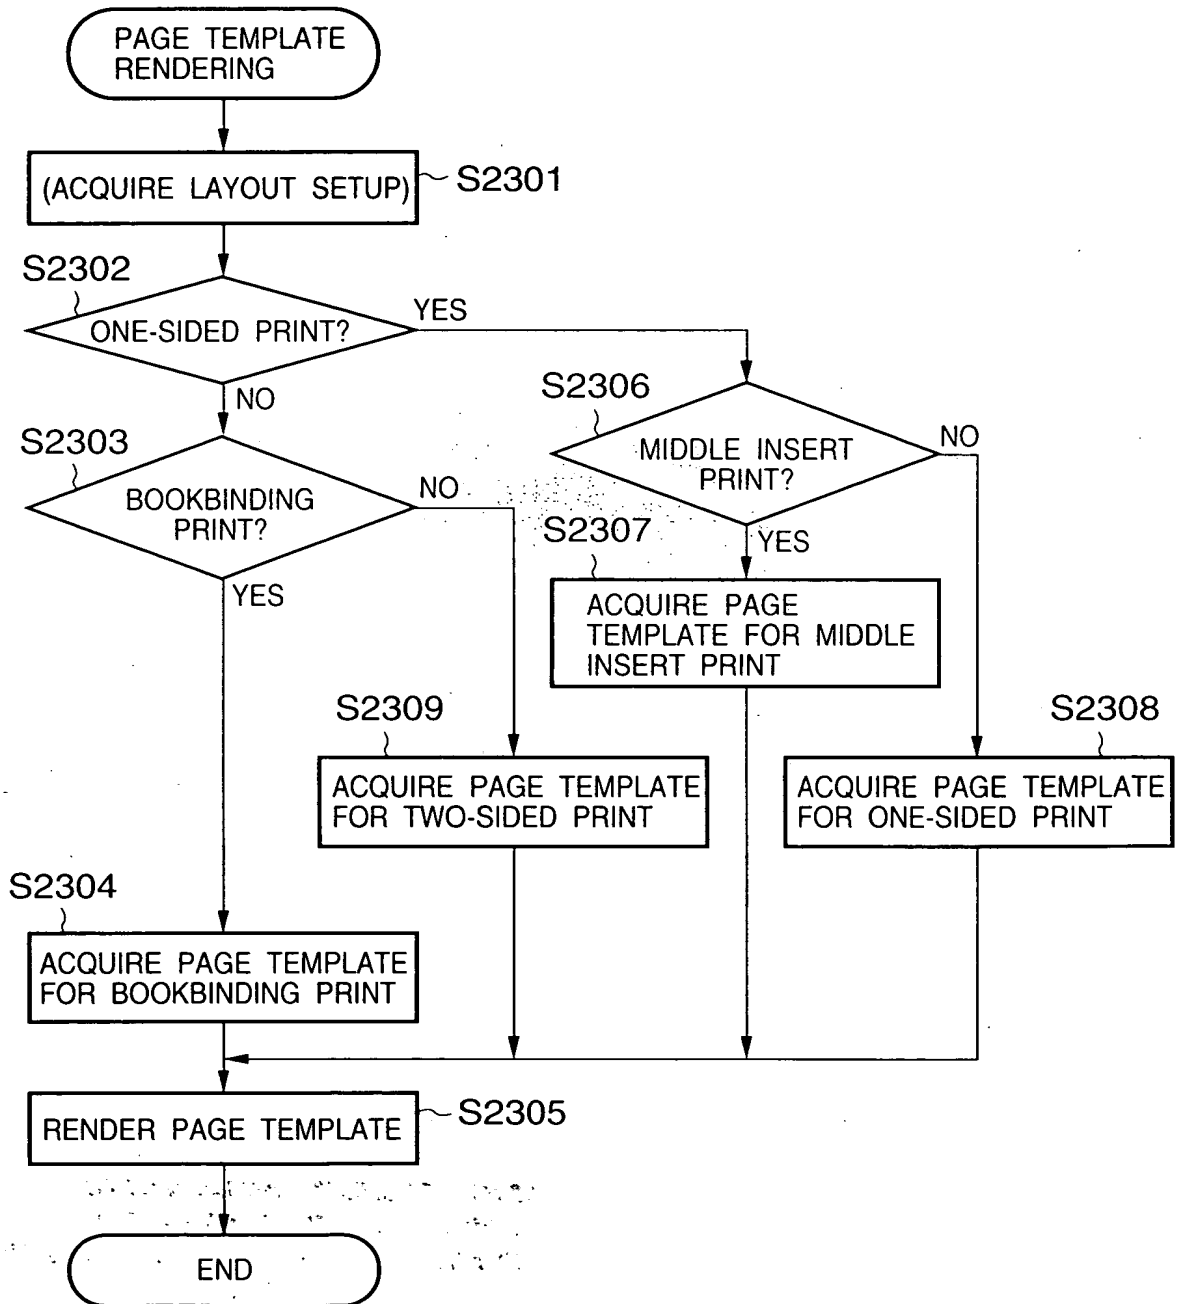 PAGE TEMPLATE
RENDERING
(ACQUIRE LAYOUT SETUP)
S2301
S2302
ONE-SIDED PRINT?
YES
NO
S2306
MIDDLE INSERT
PRINT?
NO
YES
S2303
BOOKBINDING
PRINT?
NO
YES
S2307
ACQUIRE PAGE
TEMPLATE FOR MIDDLE
INSERT PRINT
S2309
ACQUIRE PAGE TEMPLATE
FOR TWO-SIDED PRINT
S2308
ACQUIRE PAGE TEMPLATE
FOR ONE-SIDED PRINT
S2304
ACQUIRE PAGE TEMPLATE
FOR BOOKBINDING PRINT
RENDER PAGE TEMPLATE
S2305
END